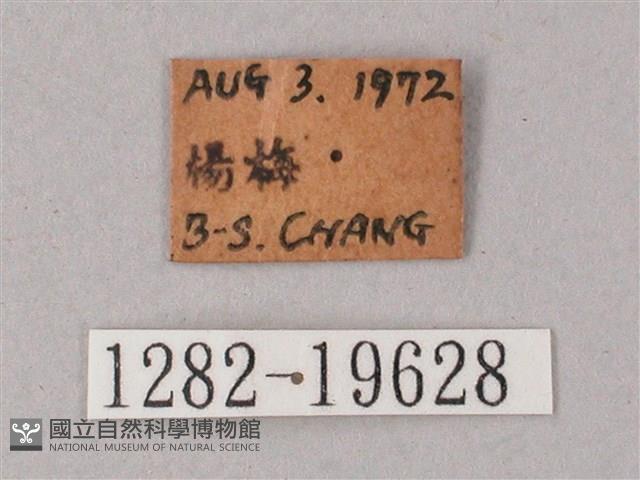 AUG 3. 1972
楊梅
B-S. CHANG
1282-19628
國立自然科學博物館
NATIONAL MUSEUM OF NATURAL SCIENCE